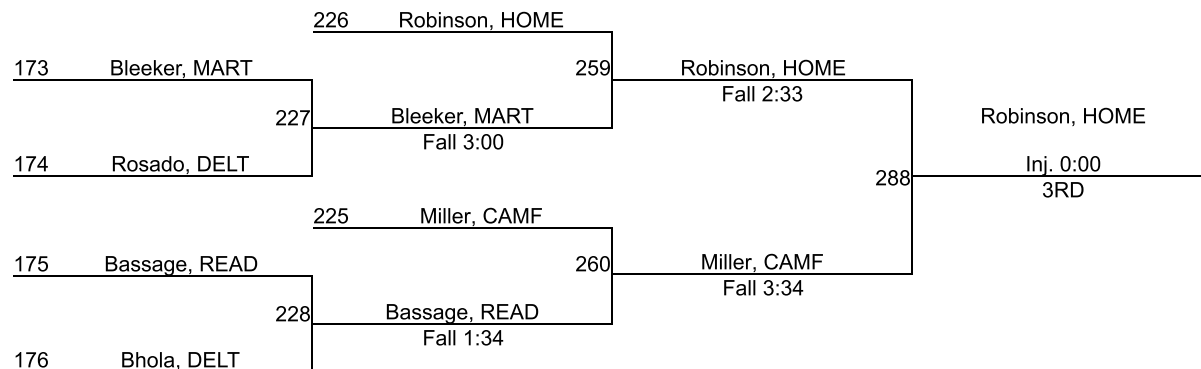 226 Robinson, HOME
173 Bleeker, MART
259 Robinson, HOME
Fall 2:33
227 Bleeker, MART
Fall 3:00
Robinson, HOME
174 Rosado, DELT
Inj. 0:00
288
3RD
225 Miller, CAMF
175 Bassage, READ
260 Miller, CAMF
Fall 3:34
228 Bassage, READ
Fall 1:34
176 Bhola, DELT